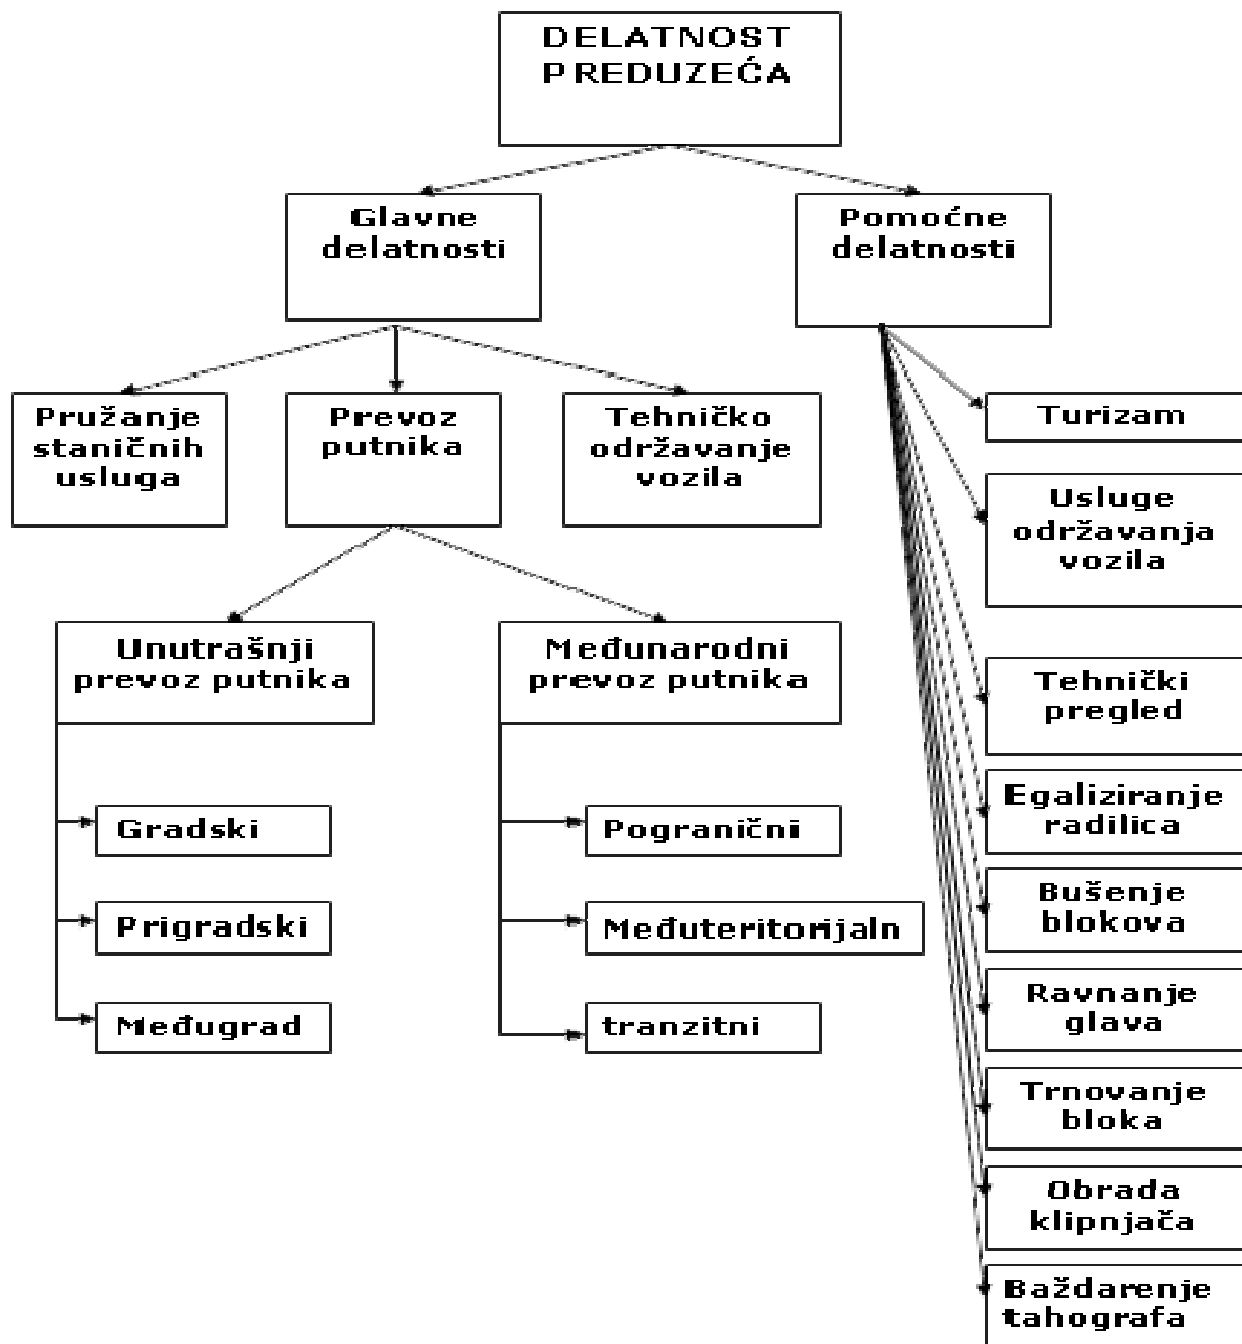 DELATNOST
PREDUZEĆA
Glavne
delatnosti
Pomoćne
delatnosti
Pružanje
staničnih
usluga
Prevoz
putnika
Tehničko
održavanje
vozila
Turizam
Usluge
održavanja
vozila
Unutrašnji
prevoz putnika
Međunarodni
prevoz putnika
Tehnički
pregled
Gradski
Prigradski
Međugrad
Pogranični
Međuteritorijaln
tranzitni
Egaliziranje
radilica
Bušenje
blokova
Ravnanje
glava
Trnovanje
bloka
Obrada
klipnjača
Baždarenje
tahografa